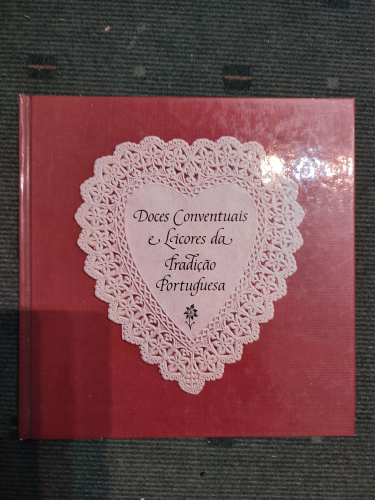 Doces Conventuais
e Licores da
Tradição
Portuguesa